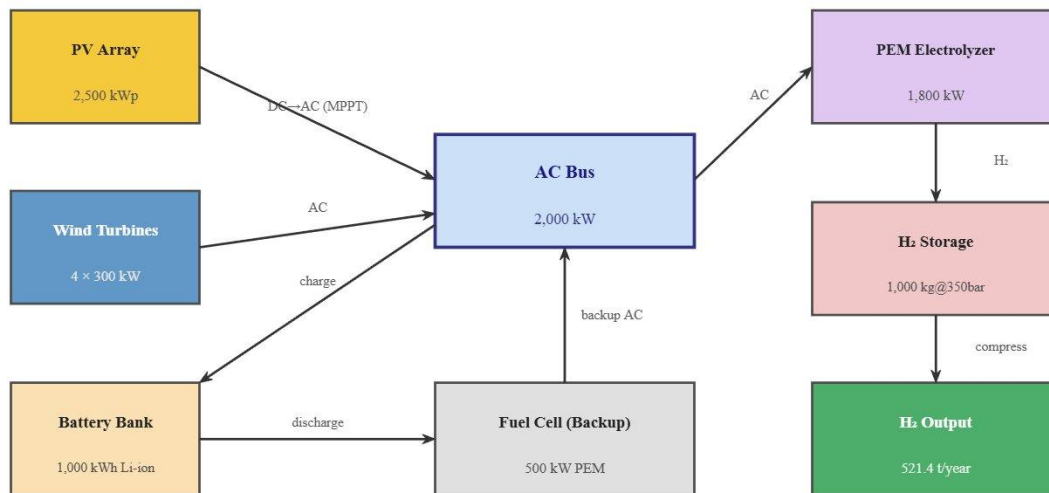 PV Array
2,500 kWp
DC→AC (MPPT)
Wind Turbines
4 × 300 kW
AC
AC Bus
2,000 kW
AC
PEM Electrolyzer
1,800 kW
H₂
H₂ Storage
1,000 kg@350bar
charge
backup AC
compress
Battery Bank
1,000 kWh Li-ion
discharge
Fuel Cell (Backup)
500 kW PEM
H₂ Output
521.4 t/year